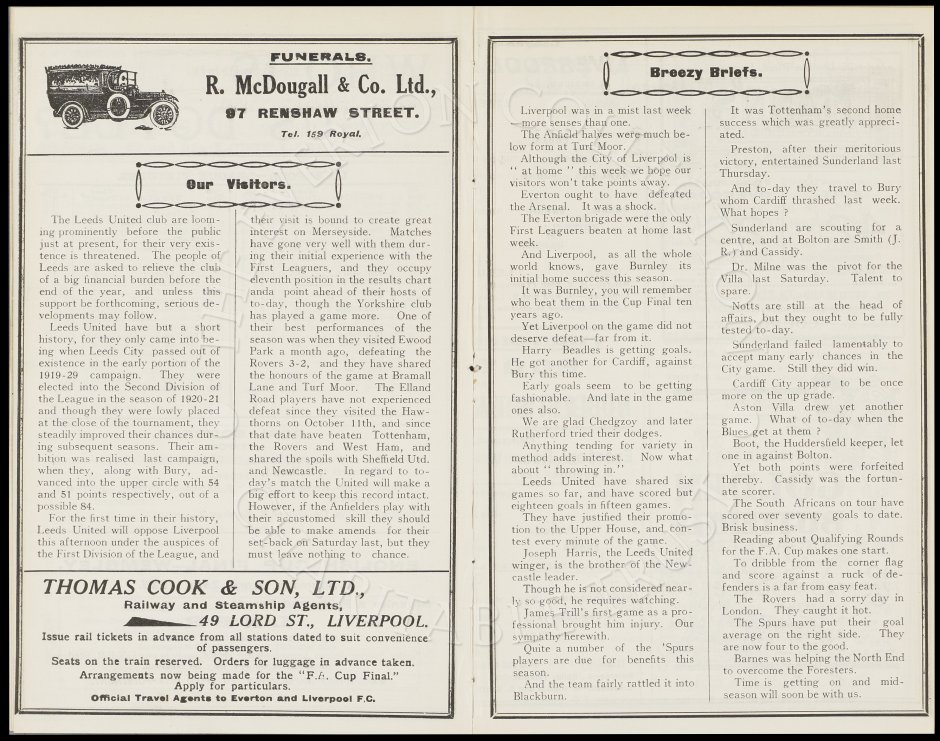 FUNERALS.
R. McDougall & Co. Ltd.,
97 RENSHAW STREET.
Tel. 159 Royal.
Our Visitors.
The Leeds United club are loom-
ing prominently before the public
just at present, for their very exis-
tence is threatened. The people of
Leeds are asked to relieve the club
of a big financial burden before the
end of the year, and unless this
support be forthcoming, serious de-
velopments may follow.
Leeds United have but a short
history, for they only came into be-
ing when Leeds City passed out of
existence in the early portion of the
1919-29 campaign. They were
elected into the Second Division of
the League in the season of 1920-21
and though they were lowly placed
at the close of the tournament, they
steadily improved their chances dur-
ing subsequent seasons. Their am-
bition was realised last campaign,
when they, along with Bury, ad-
vanced into the upper circle with 54
and 51 points respectively, out of a
possible 84.
For the first time in their history,
Leeds United will oppose Liverpool
this afternoon under the auspices of
the First Division of the League, and
their visit is bound to create great
interest on Merseyside. Matches
have gone very well with them dur-
ing their initial experience with the
First Leaguers, and they occupy
eleventh position in the results chart
anda point ahead of their hosts of
to-day, though the Yorkshire club
has played a game more. One of
their best performances of the
season was when they visited Ewood
Park a month ago, defeating the
Rovers 3-2, and they have shared
the honours of the game at Bramall
Lane and Turf Moor. The Elland
Road players have not experienced
defeat since they visited the Haw-
thorns on October 11th, and since
that date have beaten Tottenham,
the Rovers and West Ham, and
shared the spoils with Sheffield Utd.
and Newcastle. In regard to to-
day's match the United will make a
big effort to keep this record intact.
However, if the Anfielders play with
their accustomed skill they should
be able to make amends for their
set-back on Saturday last, but they
must leave nothing to chance.
THOMAS COOK & SON, LTD.,
Railway and Steamship Agents,
49 LORD ST., LIVERPOOL.
Issue rail tickets in advance from all stations dated to suit convenience
of passengers.
Seats on the train reserved. Orders for luggage in advance taken.
Arrangements now being made for the "F.A. Cup Final."
Apply for particulars.
Official Travel Agents to Everton and Liverpool F.C.
Breezy Briefs.
Liverpool was in a mist last week
—more senses than one.
The Anfield halves were much be-
low form at Turf Moor.
Although the City of Liverpool is
" at home " this week we hope our
visitors won't take points away.
Everton ought to have defeated
the Arsenal. It was a shock.
The Everton brigade were the only
First Leaguers beaten at home last
week.
And Liverpool, as all the whole
world knows, gave Burnley its
initial home success this season.
It was Burnley, you will remember
who beat them in the Cup Final ten
years ago.
Yet Liverpool on the game did not
deserve defeat—far from it.
Harry Beadles is getting goals.
He got another for Cardiff, against
Bury this time.
Early goals seem to be getting
fashionable. And late in the game
ones also.
We are glad Chedgzoy and later
Rutherford tried their dodges.
Anything tending for variety in
method adds interest. Now what
about " throwing in."
Leeds United have shared six
games so far, and have scored but
eighteen goals in fifteen games.
They have justified their promo-
tion to the Upper House, and con-
test every minute of the game.
Joseph Harris, the Leeds United
winger, is the brother of the New-
castle leader.
Though he is not considered near-
ly so good, he requires watching.
James Trill's first game as a pro-
fessional brought him injury. Our
sympathy herewith.
Quite a number of the 'Spurs
players are due for benefits this
season.
And the team fairly rattled it into
Blackburn.
It was Tottenham's second home
success which was greatly appreci-
ated.
Preston, after their meritorious
victory, entertained Sunderland last
Thursday.
And to-day they travel to Bury
whom Cardiff thrashed last week.
What hopes ?
Sunderland are scouting for a
centre, and at Bolton are Smith (J.
R.) and Cassidy.
Dr. Milne was the pivot for the
Villa last Saturday. Talent to
spare.
Notts are still at the head of
affairs, but they ought to be fully
tested to-day.
Sunderland failed lamentably to
accept many early chances in the
City game. Still they did win.
Cardiff City appear to be once
more on the up grade.
Aston Villa drew yet another
game. What of to-day when the
Blues get at them ?
Boot, the Huddersfield keeper, let
one in against Bolton.
Yet both points were forfeited
thereby. Cassidy was the fortun-
ate scorer.
The South Africans on tour have
scored over seventy goals to date.
Brisk business.
Reading about Qualifying Rounds
for the F.A. Cup makes one start.
To dribble from the corner flag
and score against a ruck of de-
fenders is a far from easy feat.
The Rovers had a sorry day in
London. They caught it hot.
The Spurs have put their goal
average on the right side. They
are now four to the good.
Barnes was helping the North End
to overcome the Foresters.
Time is getting on and mid-
season will soon be with us.